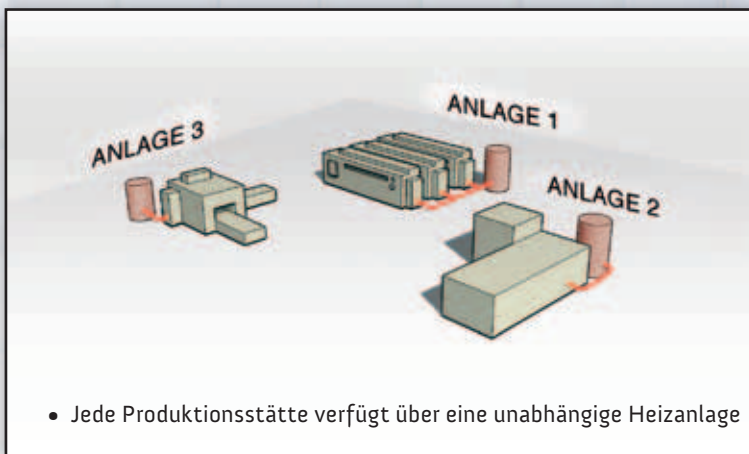 ANLAGE 1
ANLAGE 3
ANLAGE 2
• Jede Produktionsstätte verfügt über eine unabhängige Heizanlage